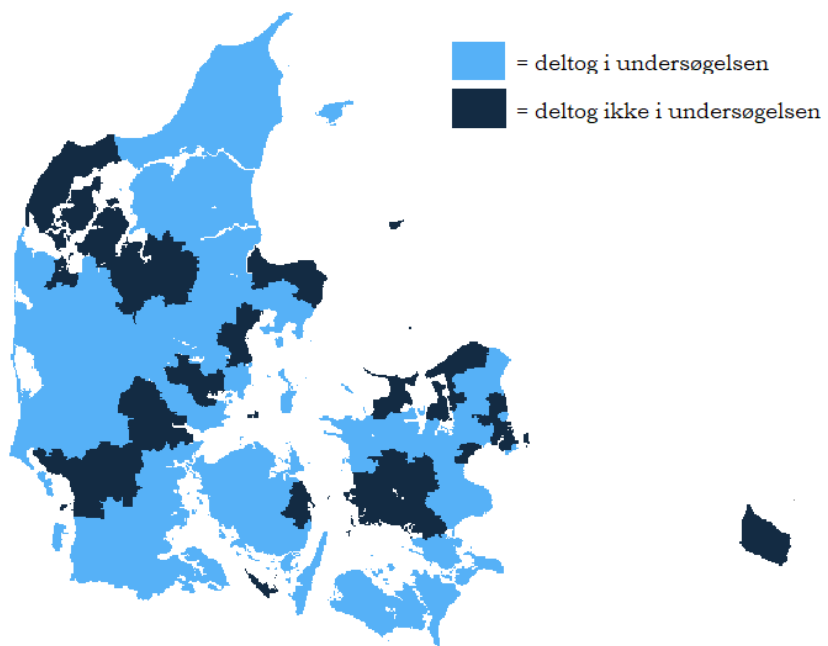 = deltog i undersøgelsen
= deltog ikke i undersøgelsen